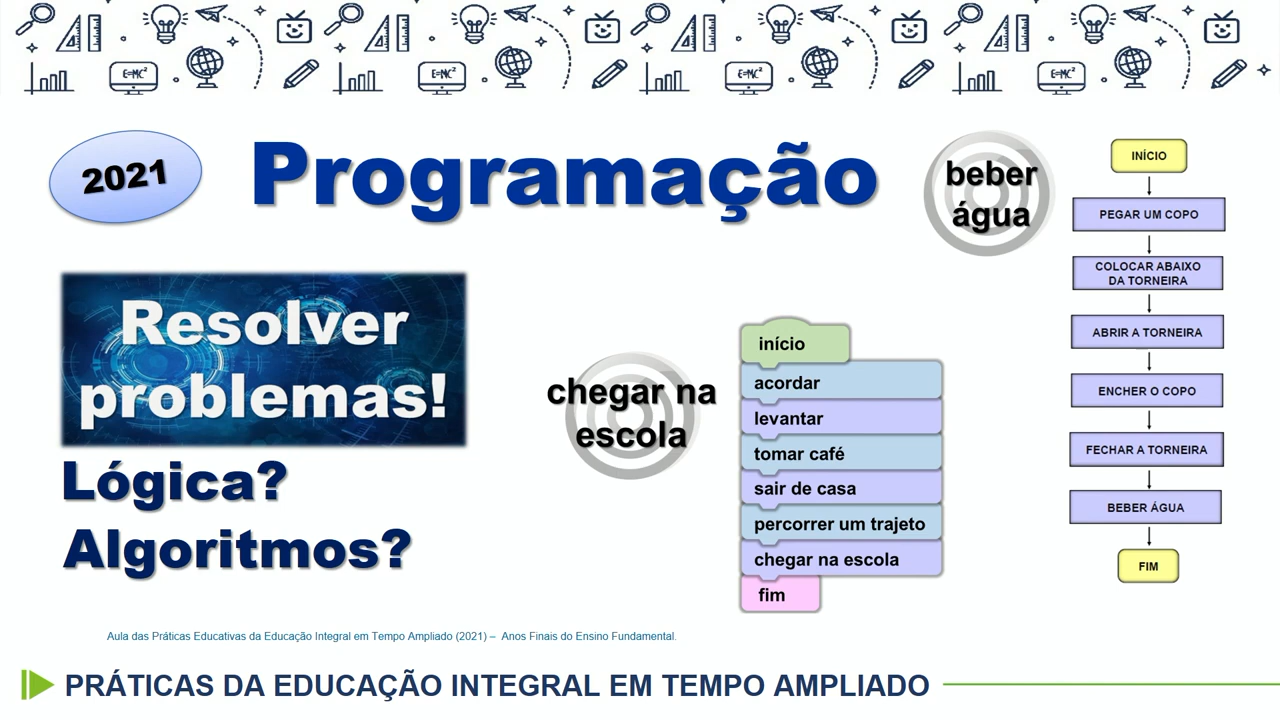 E=MC²
E=MC²
E=MC²
E=MC²
2021
Programação
Resolver
problemas!
Lógica?
Algoritmos?
chegar na
escola
início
acordar
levantar
tomar café
sair de casa
percorrer um trajeto
chegar na escola
fim
beber
água
INÍCIO
PEGAR UM COPO
COLOCAR ABAIXO
DA TORNEIRA
ABRIR A TORNEIRA
ENCHER O COPO
FECHAR A TORNEIRA
BEBER ÁGUA
FIM
Aula das Práticas Educativas da Educação Integral em Tempo Ampliado (2021) – Anos Finais do Ensino Fundamental.
PRÁTICAS DA EDUCAÇÃO INTEGRAL EM TEMPO AMPLIADO